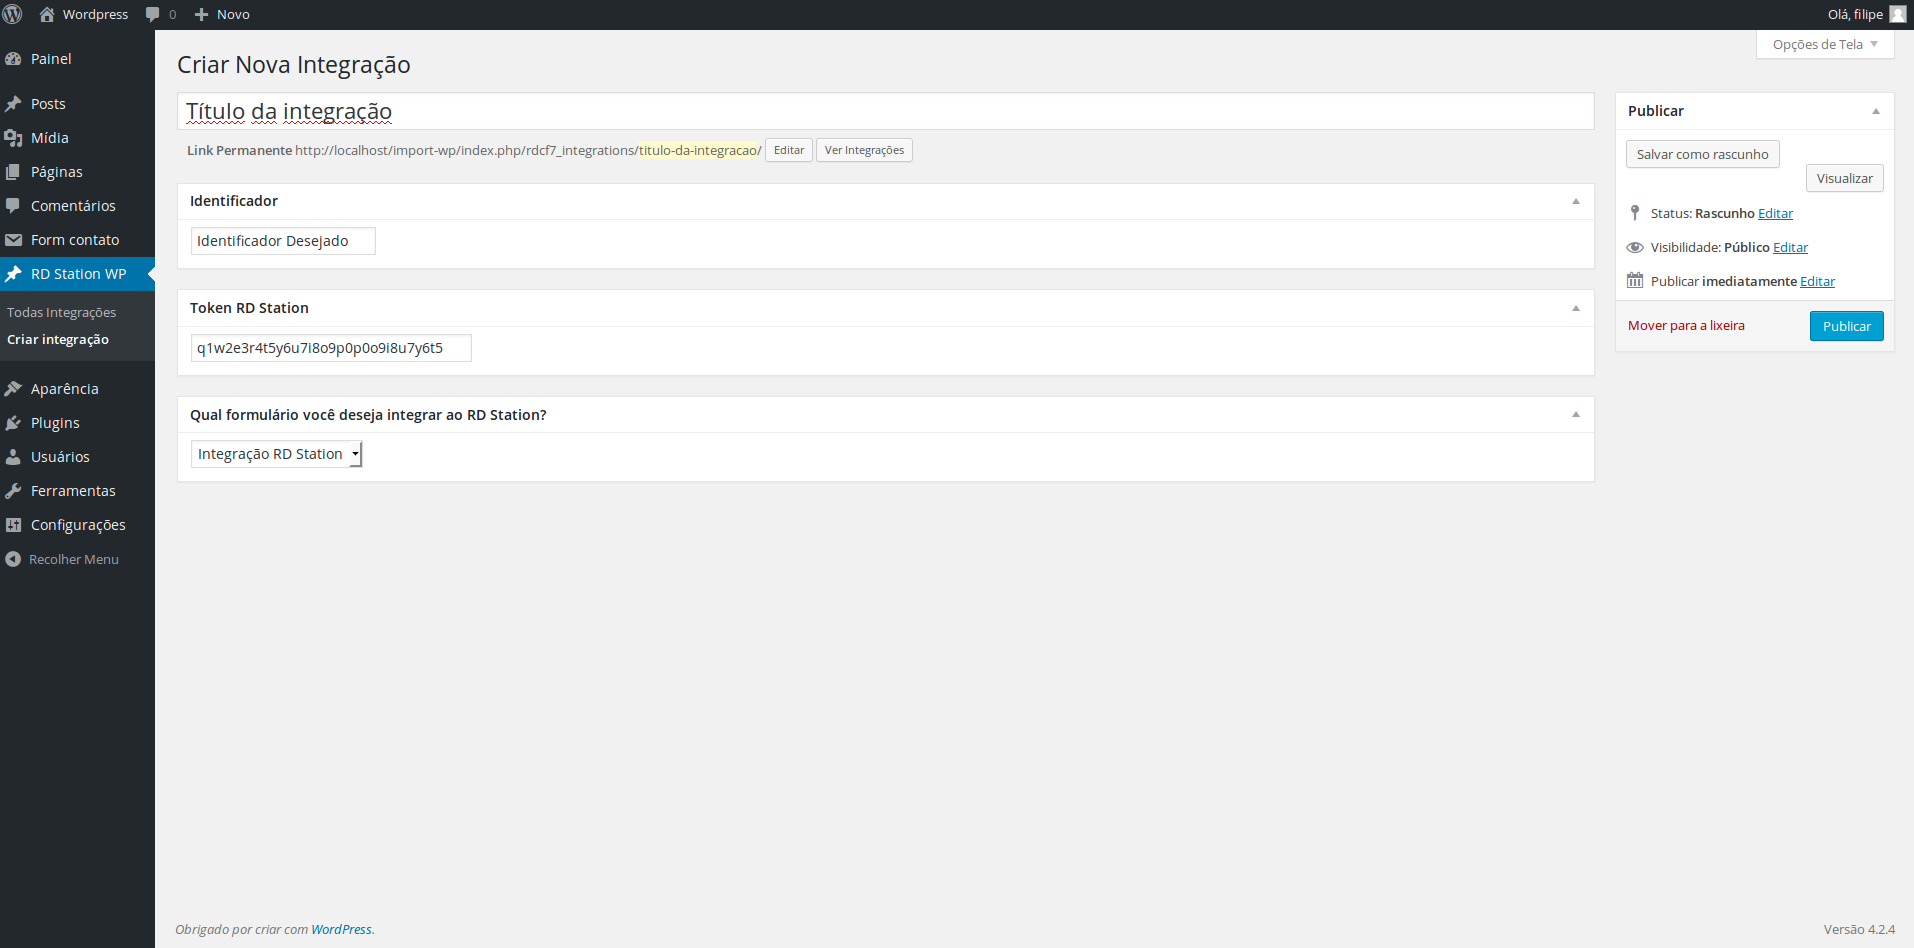 Wordpress 0 Novo Olá, filipe
Painel
Posts
Mídia
Páginas
Comentários
Form contato
RD Station WP
Todas Integrações
Criar integração
Aparência
Plugins
Usuários
Ferramentas
Configurações
Recolher Menu
Opções de Tela
Criar Nova Integração
Título da integração
Link Permanente http://localhost/import-wp/index.php/rdcf7_integrations/titulo-da-integracao/ Editar Ver Integrações
Identificador
Identificador Desejado
Token RD Station
q1w2e3r4t5y6u7i8o9p0p0o9i8u7y6t5
Qual formulário você deseja integrar ao RD Station?
Integração RD Station
Publicar
Salvar como rascunho
Visualizar
Status: Rascunho Editar
Visibilidade: Público Editar
Publicar imediatamente Editar
Mover para a lixeira Publicar
Obrigado por criar com WordPress.
Versão 4.2.4